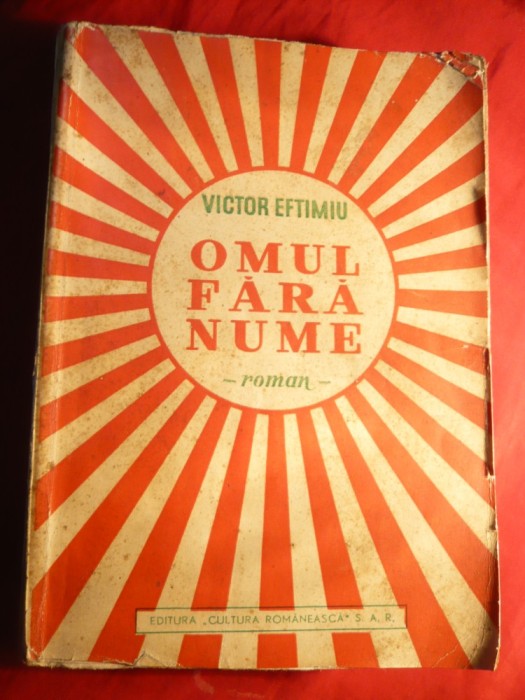 VICTOR EFTIMIU
OMUL
FĂRĂ
NUME
- roman -
EDITURA „CULTURA ROMÂNEASCĂ" S. A. R.